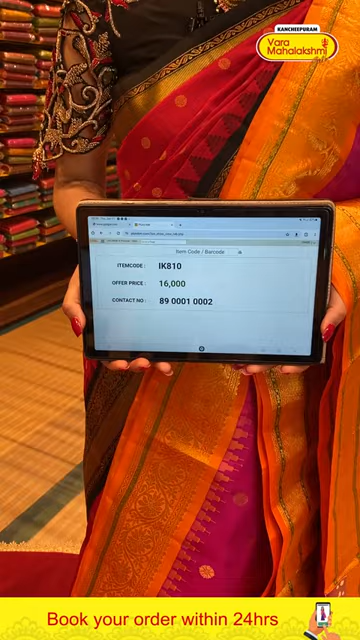 KANCHEEPURAM
Vara
Mahalakshmi
Item Code / Barcode
ITEMCODE : IK810
OFFER PRICE : 16,000
CONTACT NO : 89 0001 0002
Book your order within 24hrs